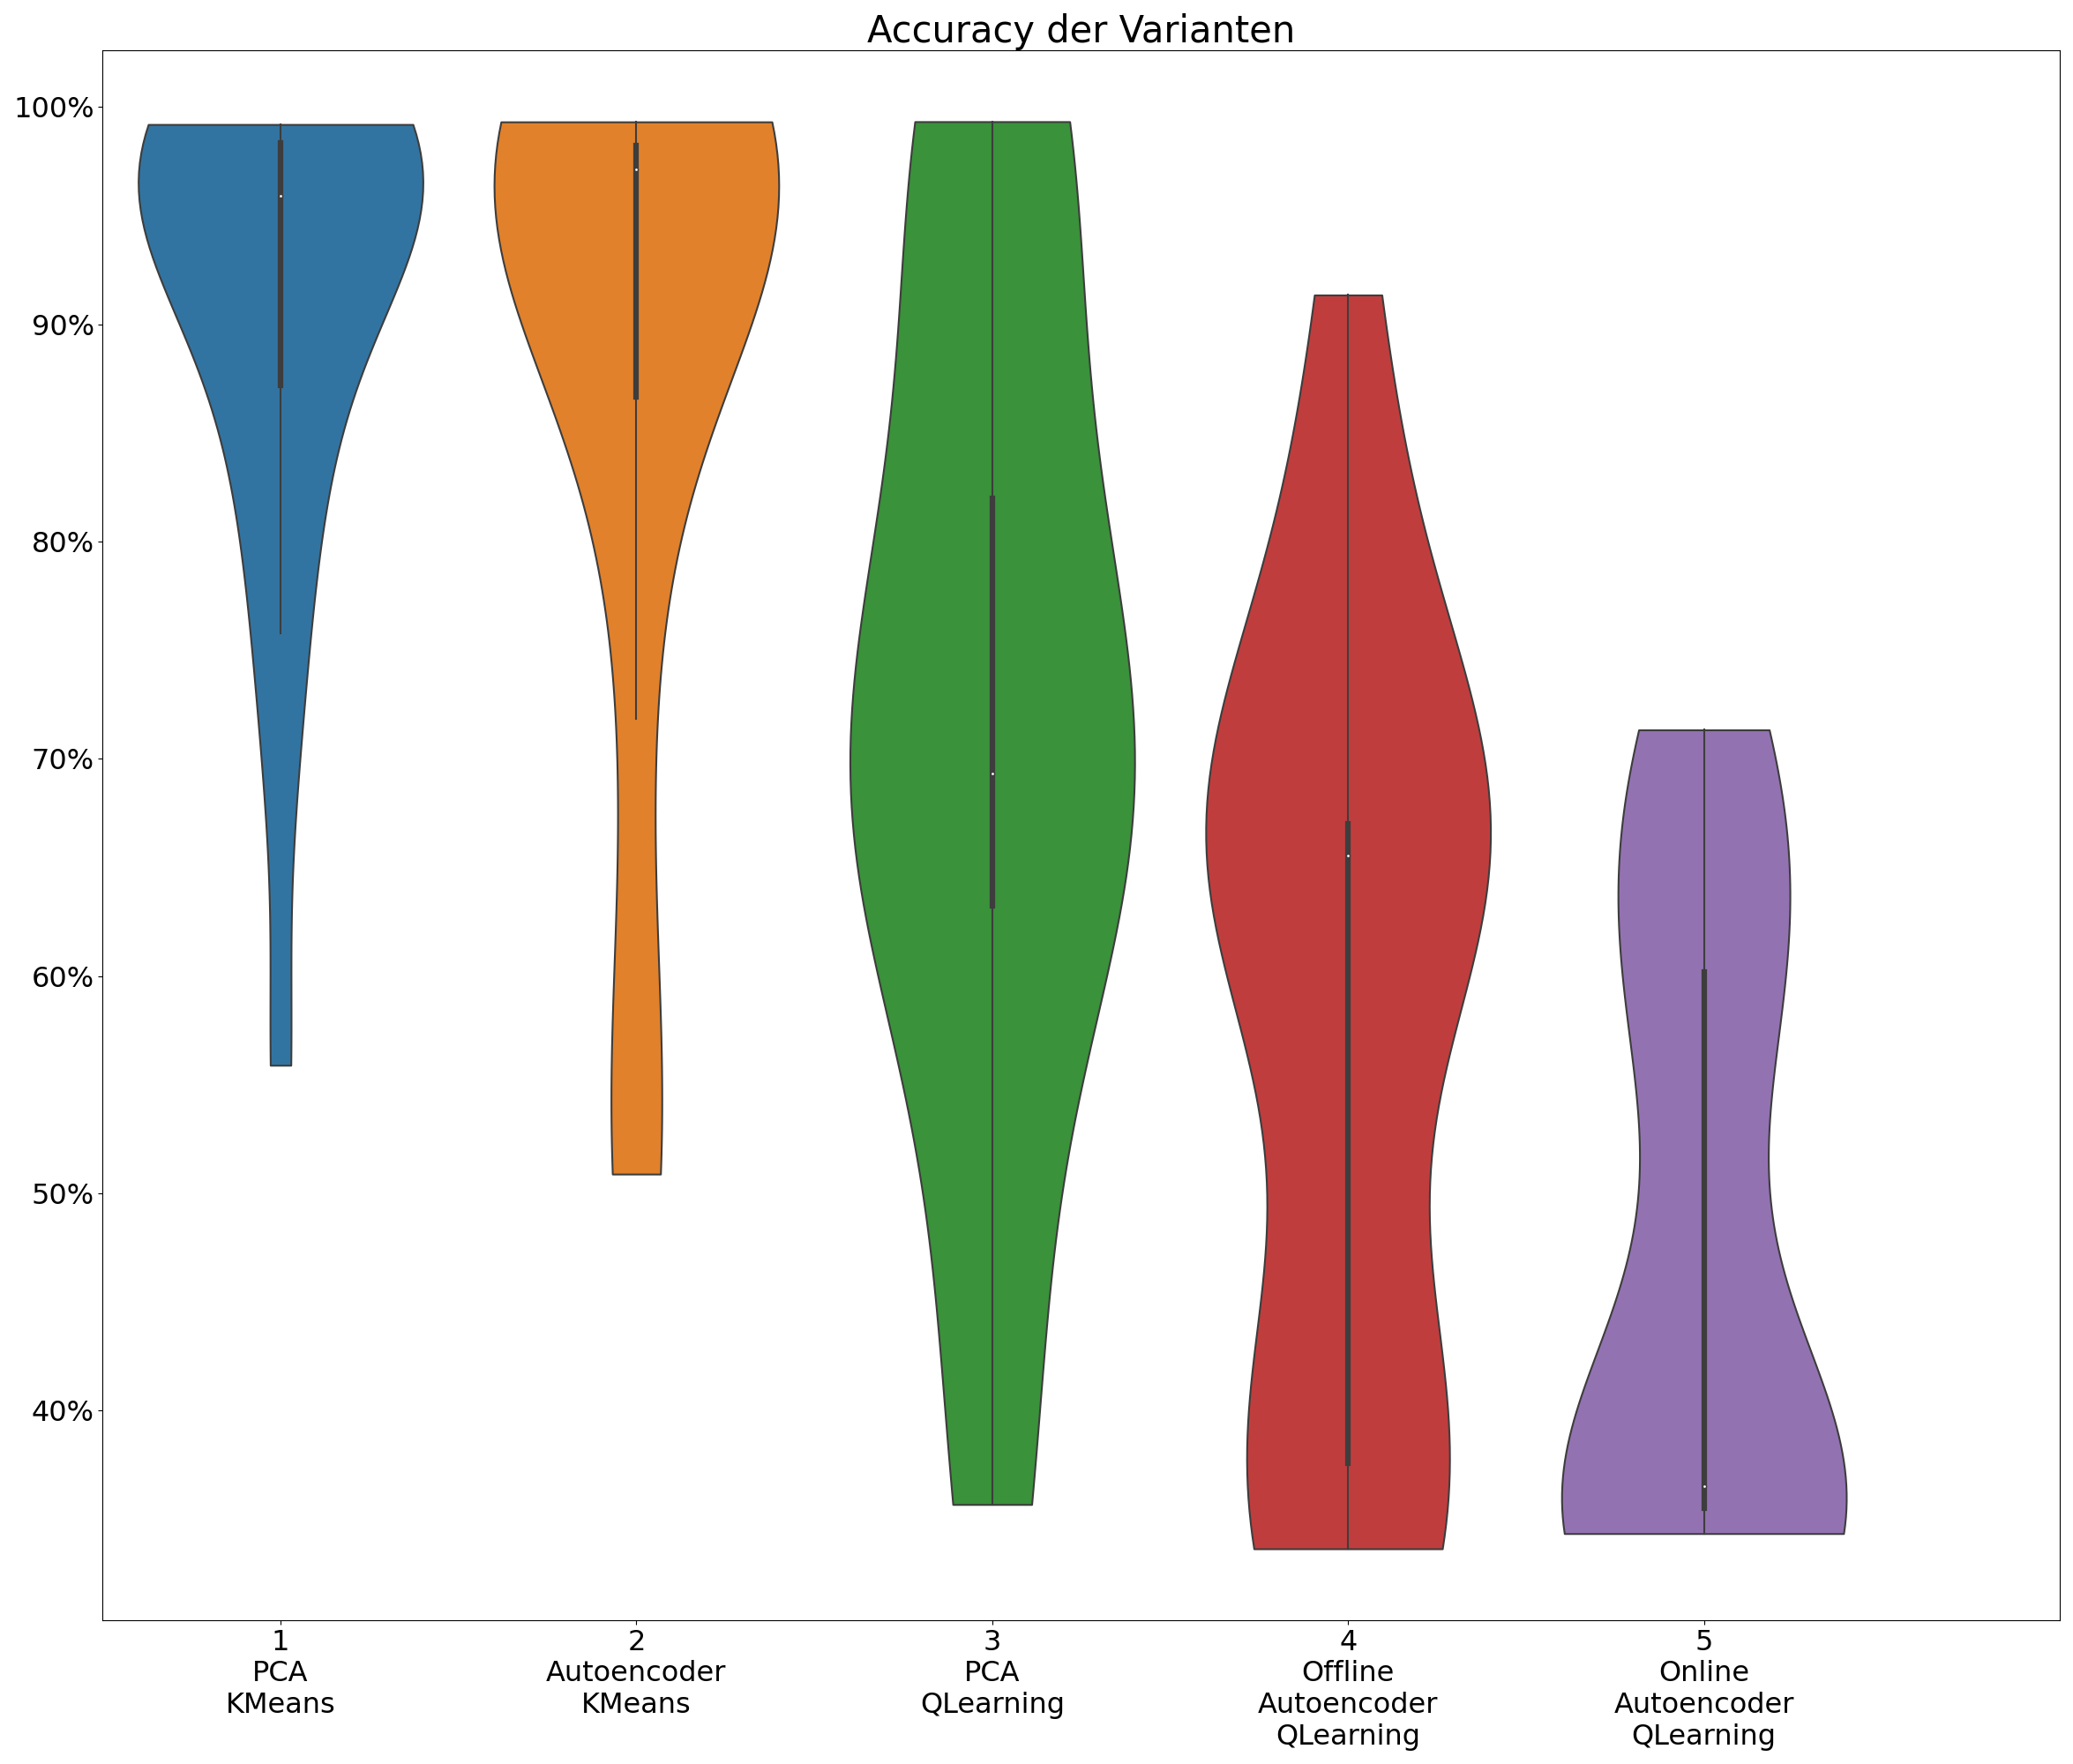 Accuracy der Varianten
100%
90%
80%
70%
60%
50%
40%
1
PCA
KMeans
2
Autoencoder
KMeans
3
PCA
QLearning
4
Offline
Autoencoder
QLearning
5
Online
Autoencoder
QLearning